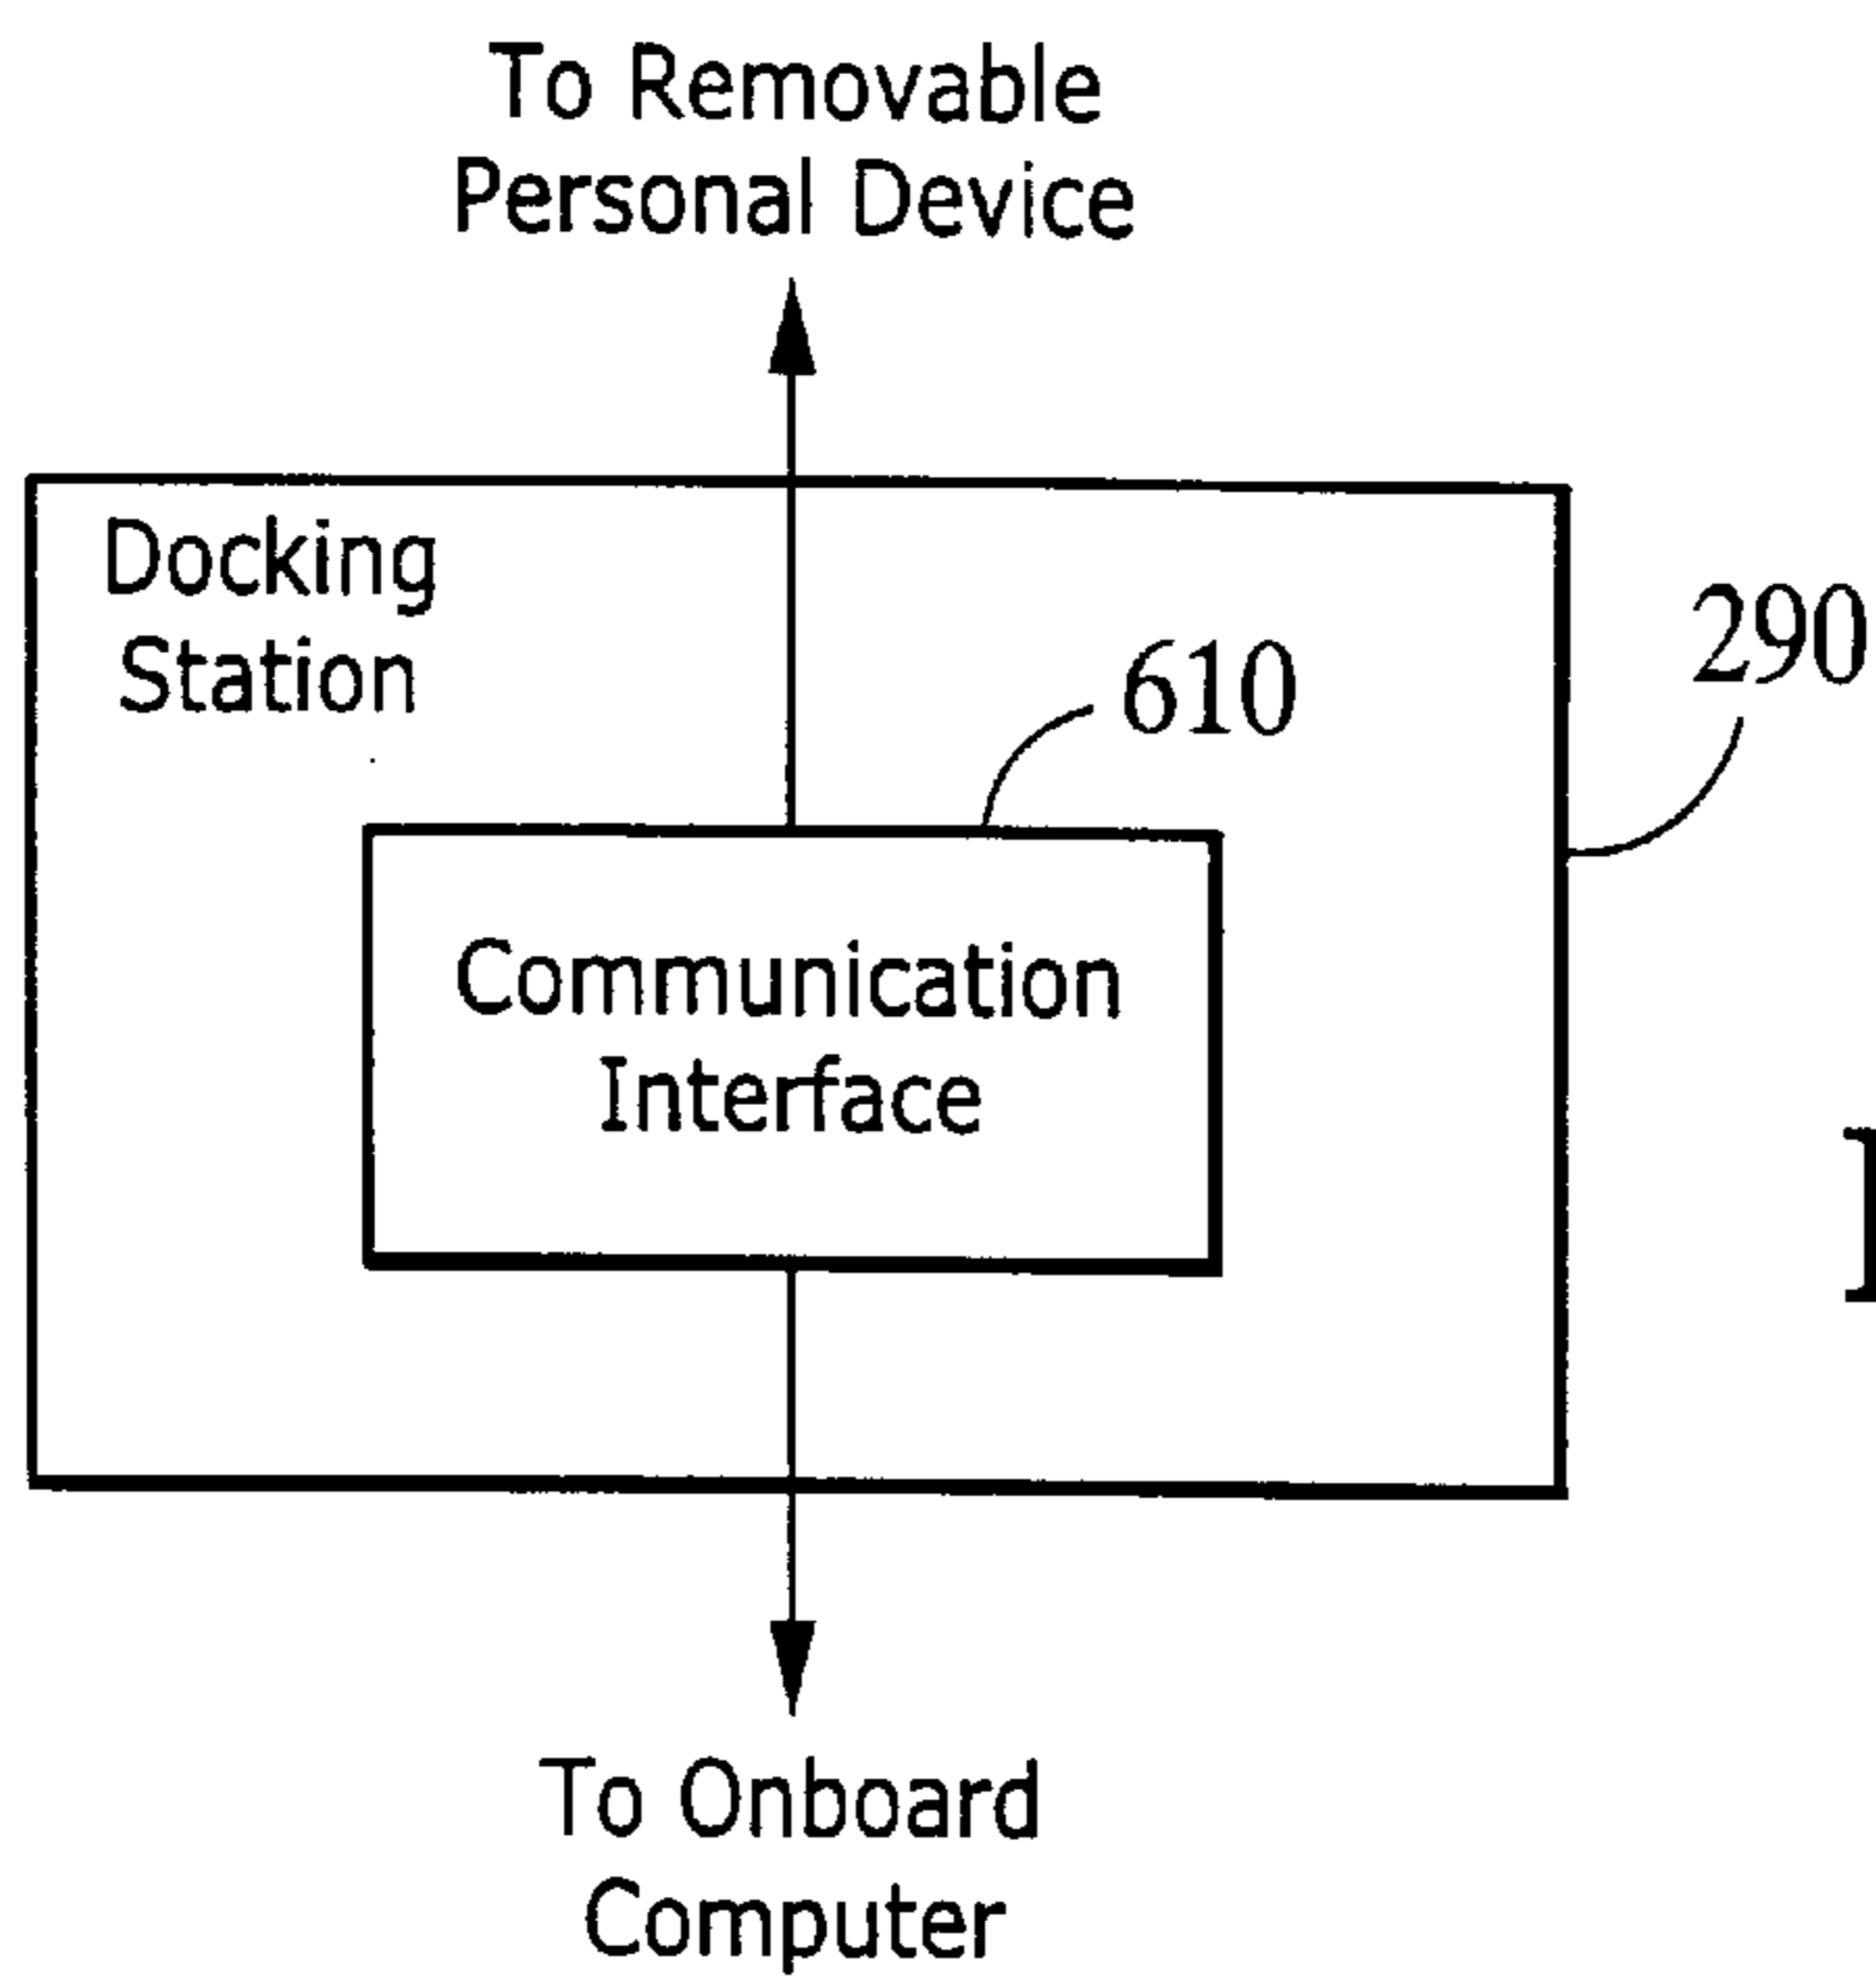 To Removable
Personal Device
Docking
Station
290
610
Communication
Interface
To Onboard
Computer